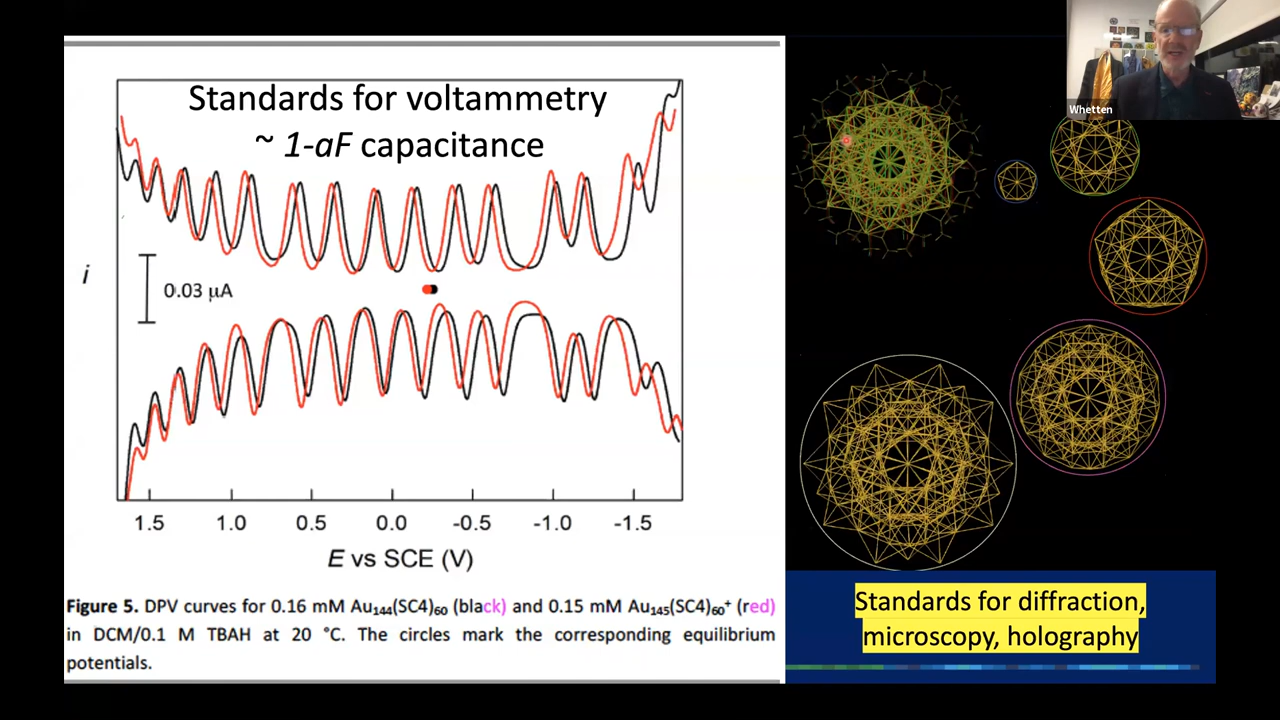 Standards for voltammetry
~ 1-aF capacitance
i
0.03 μA
1.5 1.0 0.5 0.0 -0.5 -1.0 -1.5
E vs SCE (V)
Figure 5. DPV curves for 0.16 mM Au₁₄₄(SC4)₆₀ (black) and 0.15 mM Au₁₄₅(SC4)₆₀⁺ (red)
in DCM/0.1 M TBAH at 20 °C. The circles mark the corresponding equilibrium
potentials.
Whetten
Standards for diffraction,
microscopy, holography